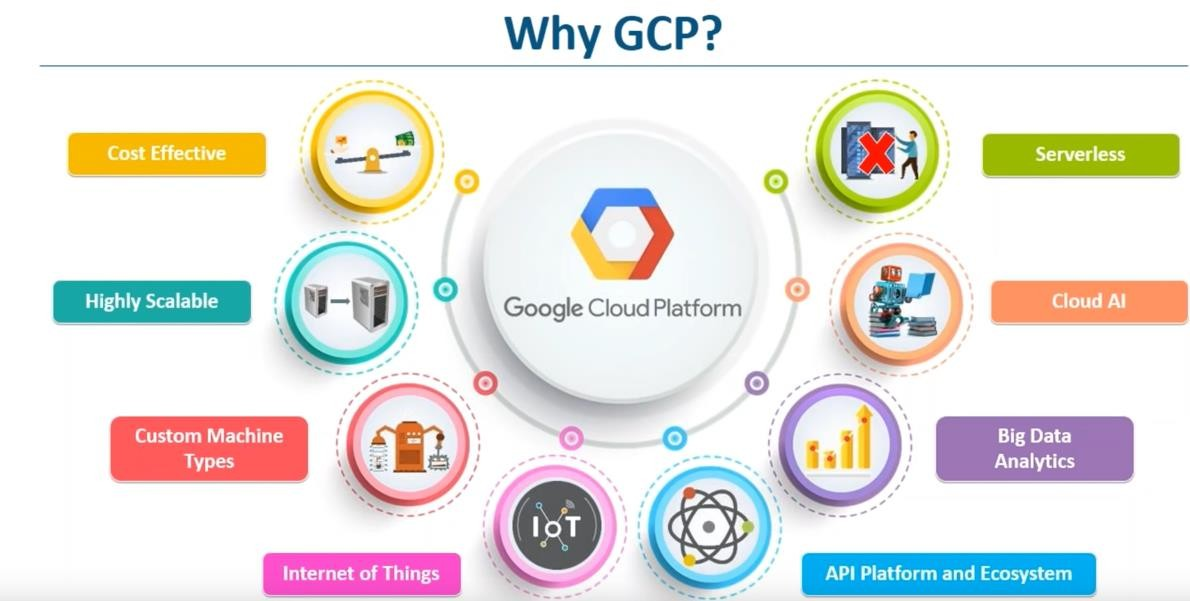 Why GCP?
Cost Effective
Serverless
Google Cloud Platform
Highly Scalable
Cloud AI
Custom Machine
Types
Big Data
Analytics
IoT
Internet of Things
API Platform and Ecosystem